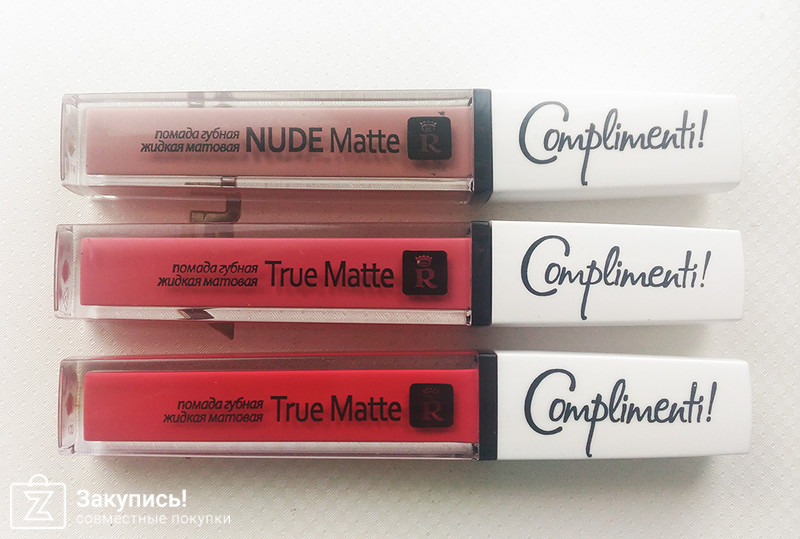 помада губная
жидкая матовая
NUDE Matte
R
Complimenti!
помада губная
жидкая матовая
True Matte
R
Complimenti!
помада губная
жидкая матовая
True Matte
R
Complimenti!
Закупись!
совместные покупки